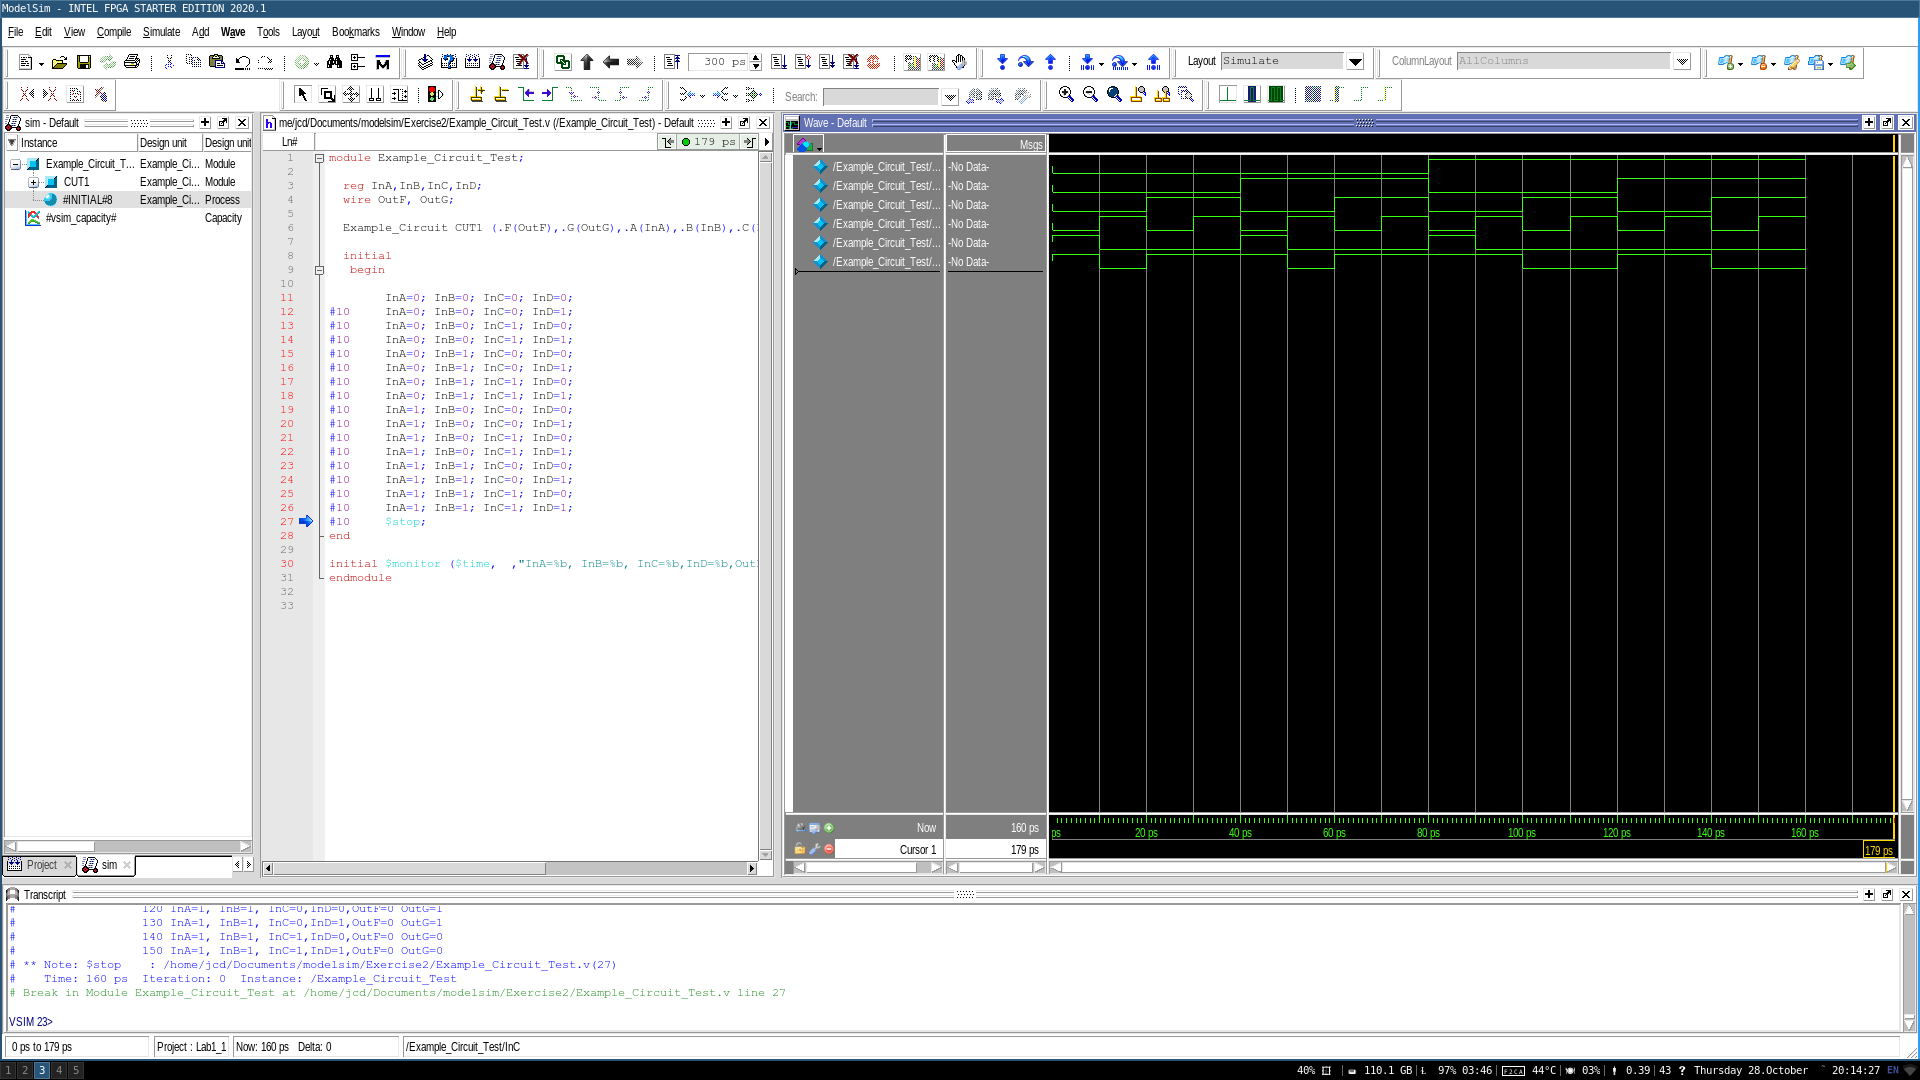 ModelSim - INTEL FPGA STARTER EDITION 2020.1
File Edit View Compile Simulate Add Wave Tools Layout Bookmarks Window Help
300 ps
Layout Simulate
ColumnLayout AllColumns
Search:
sim - Default
Instance Design unit Design unit
Example_Circuit_T... Example_Ci... Module
CUT1 Example_Ci... Module
#INITIAL#8 Example_Ci... Process
#vsim_capacity# Capacity
Project sim
me/jcd/Documents/modelsim/Exercise2/Example_Circuit_Test.v (/Example_Circuit_Test) - Default
Ln# 179 ps
1 module Example_Circuit_Test;
2
3 reg InA,InB,InC,InD;
4 wire OutF, OutG;
5
6 Example_Circuit CUT1 (.F(OutF),.G(OutG),.A(InA),.B(InB),.C(
7
8 initial
9 begin
10
11 InA=0; InB=0; InC=0; InD=0;
12 #10 InA=0; InB=0; InC=0; InD=1;
13 #10 InA=0; InB=0; InC=1; InD=0;
14 #10 InA=0; InB=0; InC=1; InD=1;
15 #10 InA=0; InB=1; InC=0; InD=0;
16 #10 InA=0; InB=1; InC=0; InD=1;
17 #10 InA=0; InB=1; InC=1; InD=0;
18 #10 InA=0; InB=1; InC=1; InD=1;
19 #10 InA=1; InB=0; InC=0; InD=0;
20 #10 InA=1; InB=0; InC=0; InD=1;
21 #10 InA=1; InB=0; InC=1; InD=0;
22 #10 InA=1; InB=0; InC=1; InD=1;
23 #10 InA=1; InB=1; InC=0; InD=0;
24 #10 InA=1; InB=1; InC=0; InD=1;
25 #10 InA=1; InB=1; InC=1; InD=0;
26 #10 InA=1; InB=1; InC=1; InD=1;
27 #10 $stop;
28 end
29
30 initial $monitor ($time, ,"InA=%b, InB=%b, InC=%b,InD=%b,Out
31 endmodule
32
33
Wave - Default
Msgs
/Example_Circuit_Test/... -No Data-
/Example_Circuit_Test/... -No Data-
/Example_Circuit_Test/... -No Data-
/Example_Circuit_Test/... -No Data-
/Example_Circuit_Test/... -No Data-
/Example_Circuit_Test/... -No Data-
Now 160 ps
ps 20 ps 40 ps 60 ps 80 ps 100 ps 120 ps 140 ps 160 ps
Cursor 1 179 ps
179 ps
Transcript
# 120 InA=1, InB=1, InC=0,InD=0,OutF=0 OutG=1
# 130 InA=1, InB=1, InC=0,InD=1,OutF=0 OutG=1
# 140 InA=1, InB=1, InC=1,InD=0,OutF=0 OutG=0
# 150 InA=1, InB=1, InC=1,InD=1,OutF=0 OutG=0
# ** Note: $stop : /home/jcd/Documents/modelsim/Exercise2/Example_Circuit_Test.v(27)
# Time: 160 ps Iteration: 0 Instance: /Example_Circuit_Test
# Break in Module Example_Circuit_Test at /home/jcd/Documents/modelsim/Exercise2/Example_Circuit_Test.v line 27
VSIM 23>
0 ps to 179 ps Project : Lab1_1 Now: 160 ps Delta: 0 /Example_Circuit_Test/InC
1 2 3 4 5 40% 110.1 GB 97% 03:46 44°C 03% 0.39 43 ? Thursday 28.October 20:14:27 EN